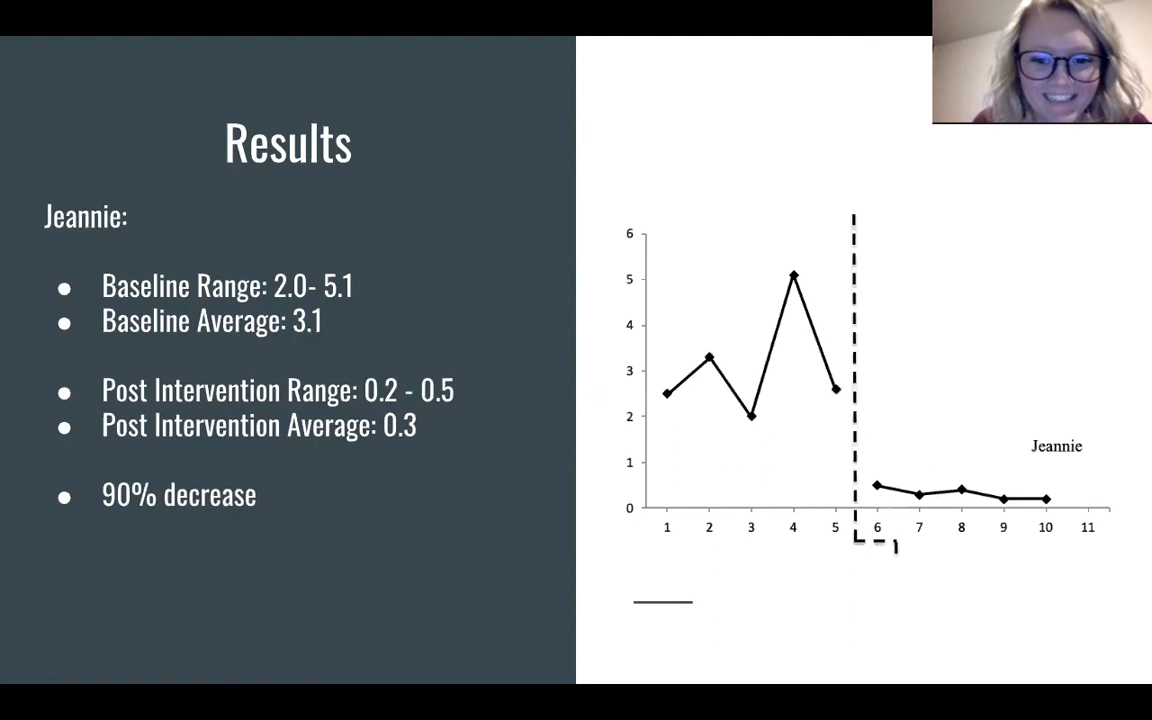 Results
Jeannie:
● Baseline Range: 2.0- 5.1
● Baseline Average: 3.1
● Post Intervention Range: 0.2 - 0.5
● Post Intervention Average: 0.3
● 90% decrease
6
5
4
3
2
1
0
Jeannie
1 2 3 4 5 6 7 8 9 10 11